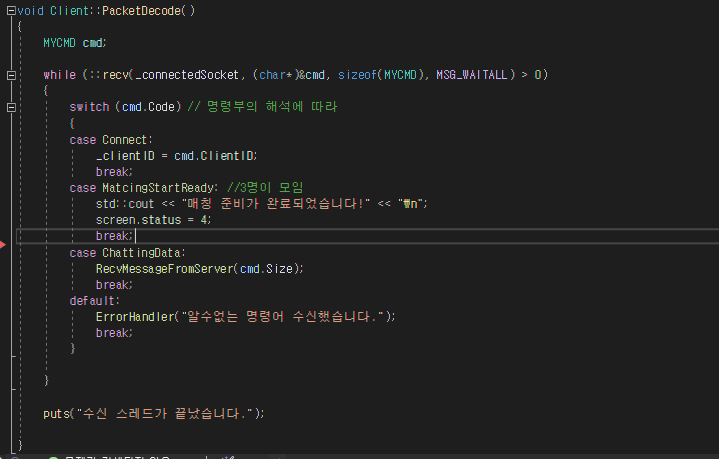 void Client::PacketDecode()
{
MYCMD cmd;
while (::recv(_connectedSocket, (char*)&cmd, sizeof(MYCMD), MSG_WAITALL) > 0)
{
switch (cmd.Code) // 명령부의 해석에 따라
{
case Connect:
_clientID = cmd.ClientID;
break;
case MatcingStartReady: //3명이 모임
std::cout << "매칭 준비가 완료되었습니다!" << "₩n";
screen.status = 4;
break;
case ChattingData:
RecvMessageFromServer(cmd.Size);
break;
default:
ErrorHandler("알수없는 명령어 수신했습니다.");
break;
}
}
puts("수신 스레드가 끝났습니다.");
}